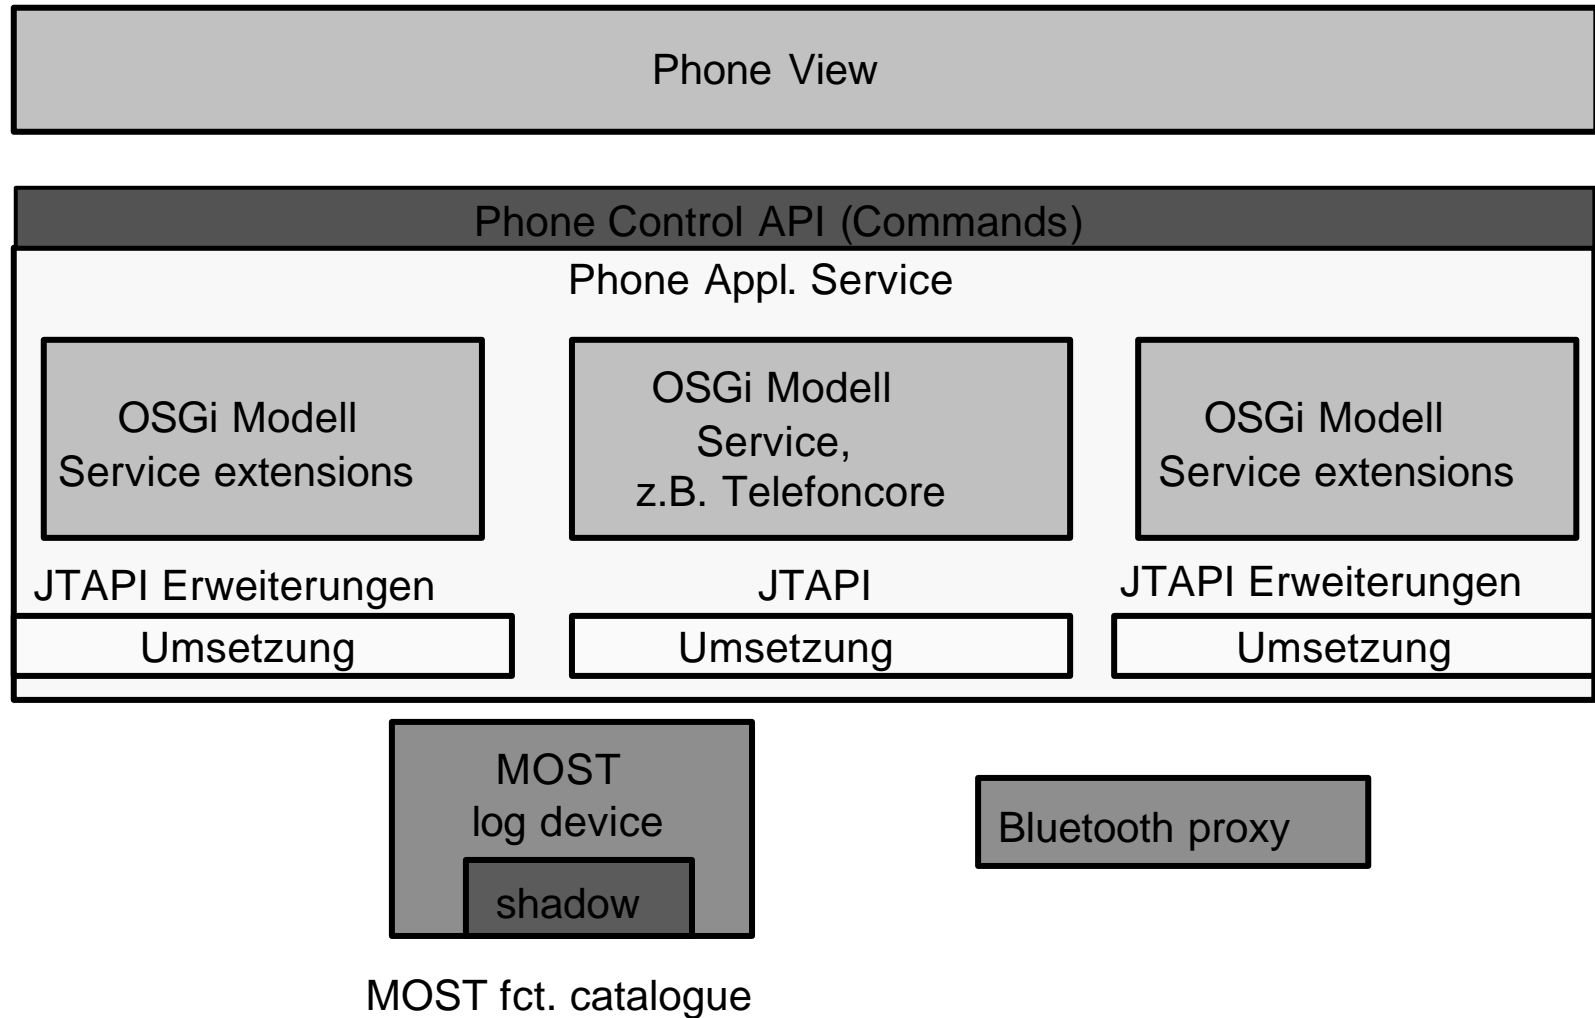 Phone View
Phone Control API (Commands)
Phone Appl. Service
OSGi Modell
Service extensions
OSGi Modell
Service,
z.B. Telefoncore
OSGi Modell
Service extensions
JTAPI Erweiterungen
JTAPI
JTAPI Erweiterungen
Umsetzung
Umsetzung
Umsetzung
MOST
log device
shadow
Bluetooth proxy
MOST fct. catalogue